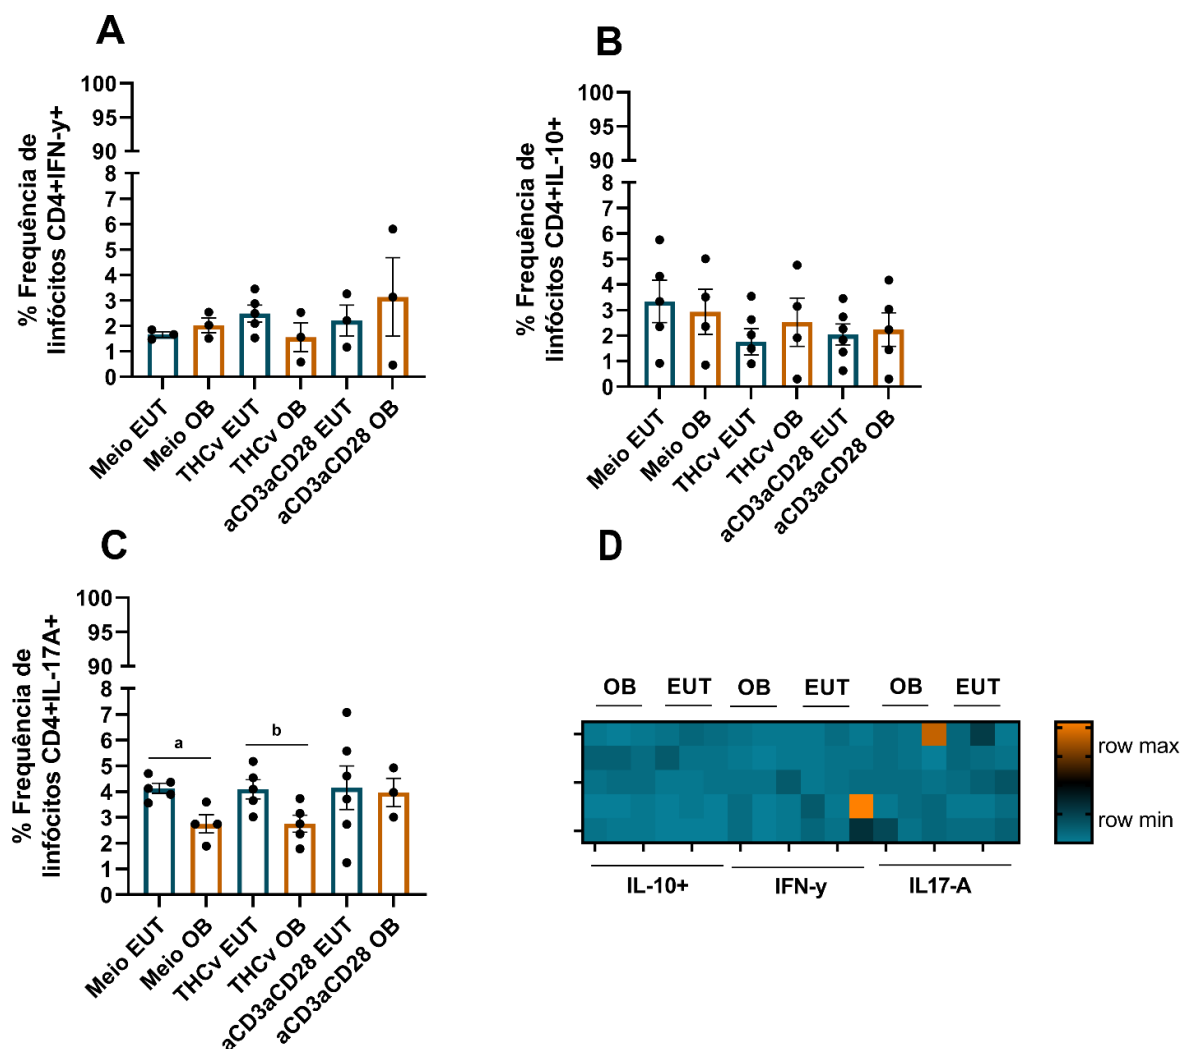 A
% Frequência de
linfócitos CD4+IFN-y+
100
95
90
8
7
6
5
4
3
2
1
0
Meio EUT
Meio OB
THCv EUT
THCv OB
aCD3aCD28 EUT
aCD3aCD28 OB
B
% Frequência de
linfócitos CD4+IL-10+
100
95
90
8
7
6
5
4
3
2
1
0
Meio EUT
Meio OB
THCv EUT
THCv OB
aCD3aCD28 EUT
aCD3aCD28 OB
C
% Frequência de
linfócitos CD4+IL-17A+
100
95
90
8
7
6
5
4
3
2
1
0
a
b
Meio EUT
Meio OB
THCv EUT
THCv OB
aCD3aCD28 EUT
aCD3aCD28 OB
D
OB EUT OB EUT OB EUT
row max
row min
IL-10+ IFN-y IL17-A